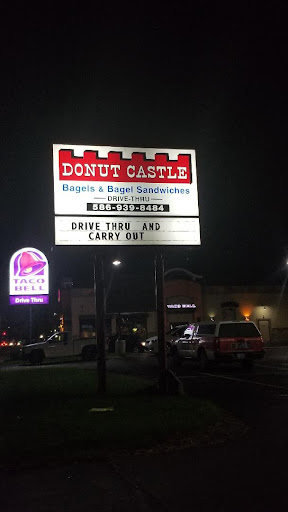 DONUT CASTLE
Bagels & Bagel Sandwiches
DRIVE-THRU
586-939-8484
DRIVE THRU AND
CARRY OUT
TACO
BELL
Drive Thru
TACO BELL